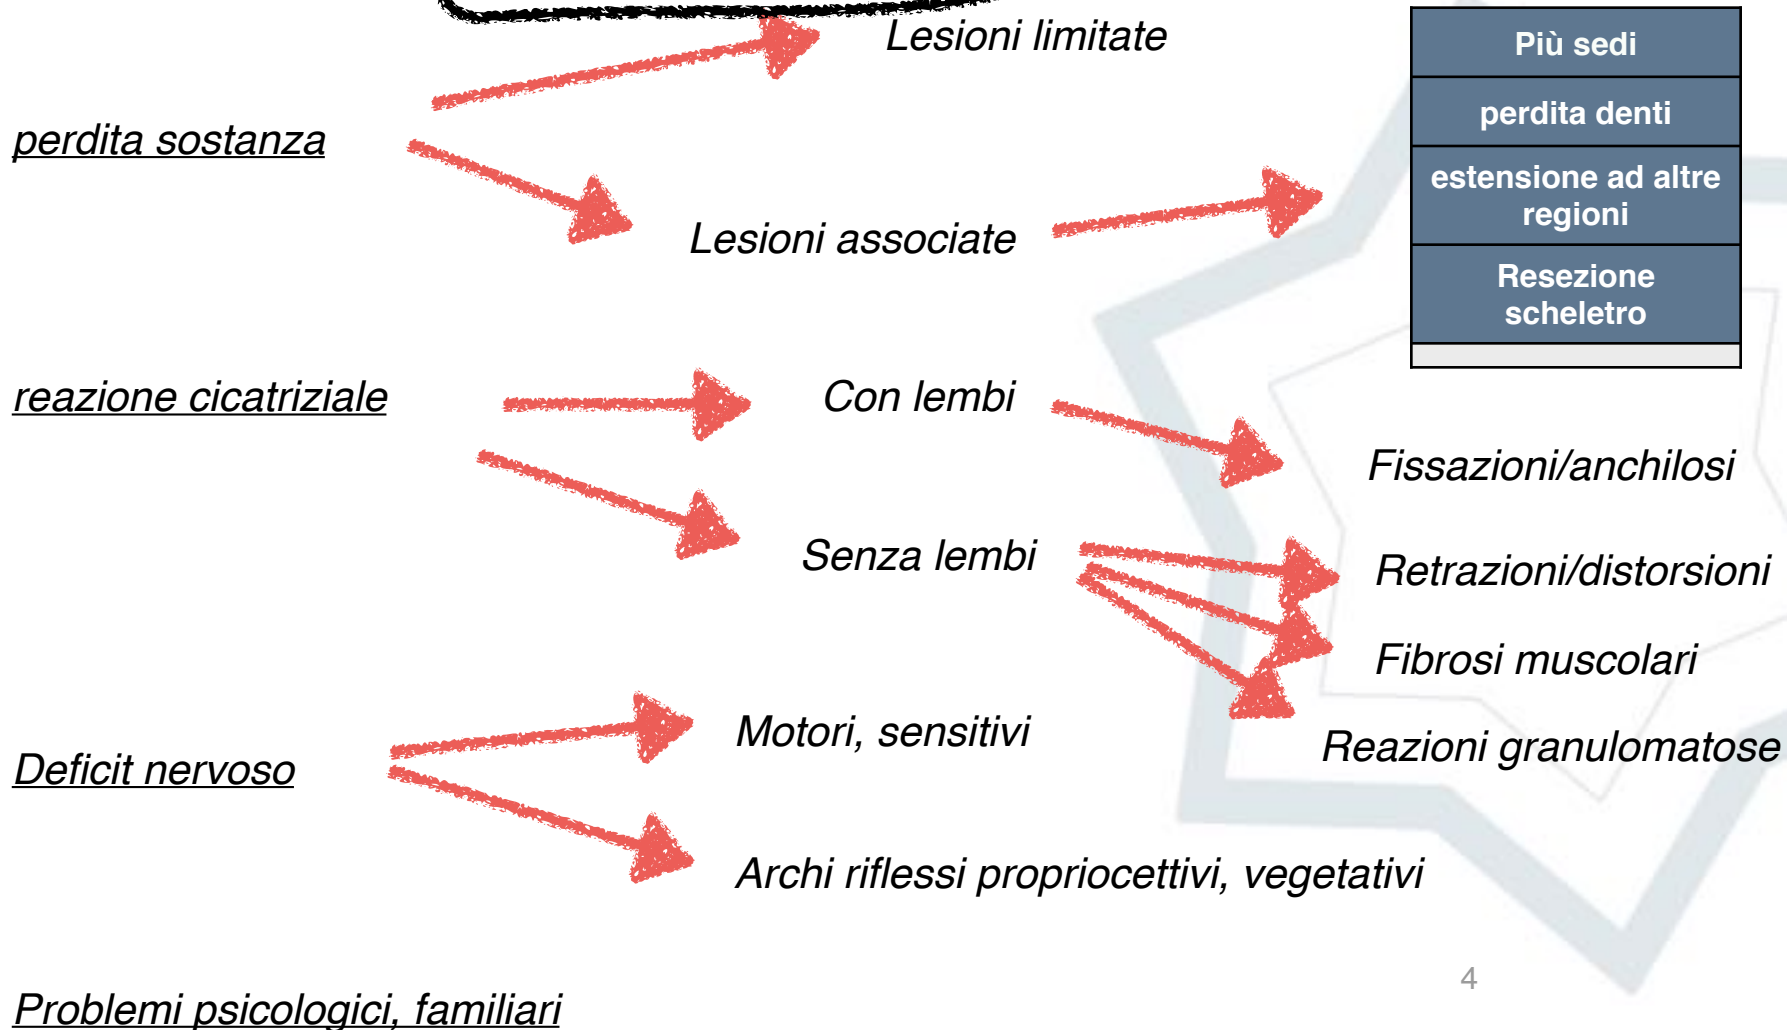 Lesioni limitate
Più sedi
perdita denti
estensione ad altre
regioni
Resezione
scheletro
perdita sostanza
Lesioni associate
reazione cicatriziale
Con lembi
Fissazioni/anchilosi
Senza lembi
Retrazioni/distorsioni
Fibrosi muscolari
Reazioni granulomatose
Deficit nervoso
Motori, sensitivi
Archi riflessi propriocettivi, vegetativi
Problemi psicologici, familiari
4